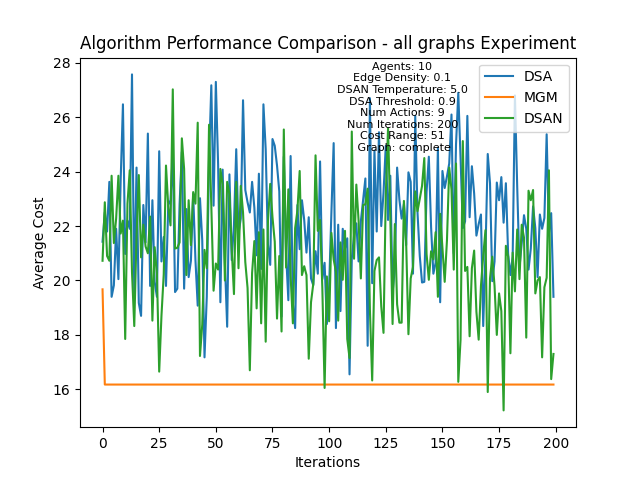 Algorithm Performance Comparison - all graphs Experiment
Agents: 10
Edge Density: 0.1
DSAN Temperature: 5.0
DSA Threshold: 0.9
Num Actions: 9
Num Iterations: 200
Cost Range: 51
Graph: complete
DSA
MGM
DSAN
28
26
24
22
20
18
16
Average Cost
0 25 50 75 100 125 150 175 200
Iterations